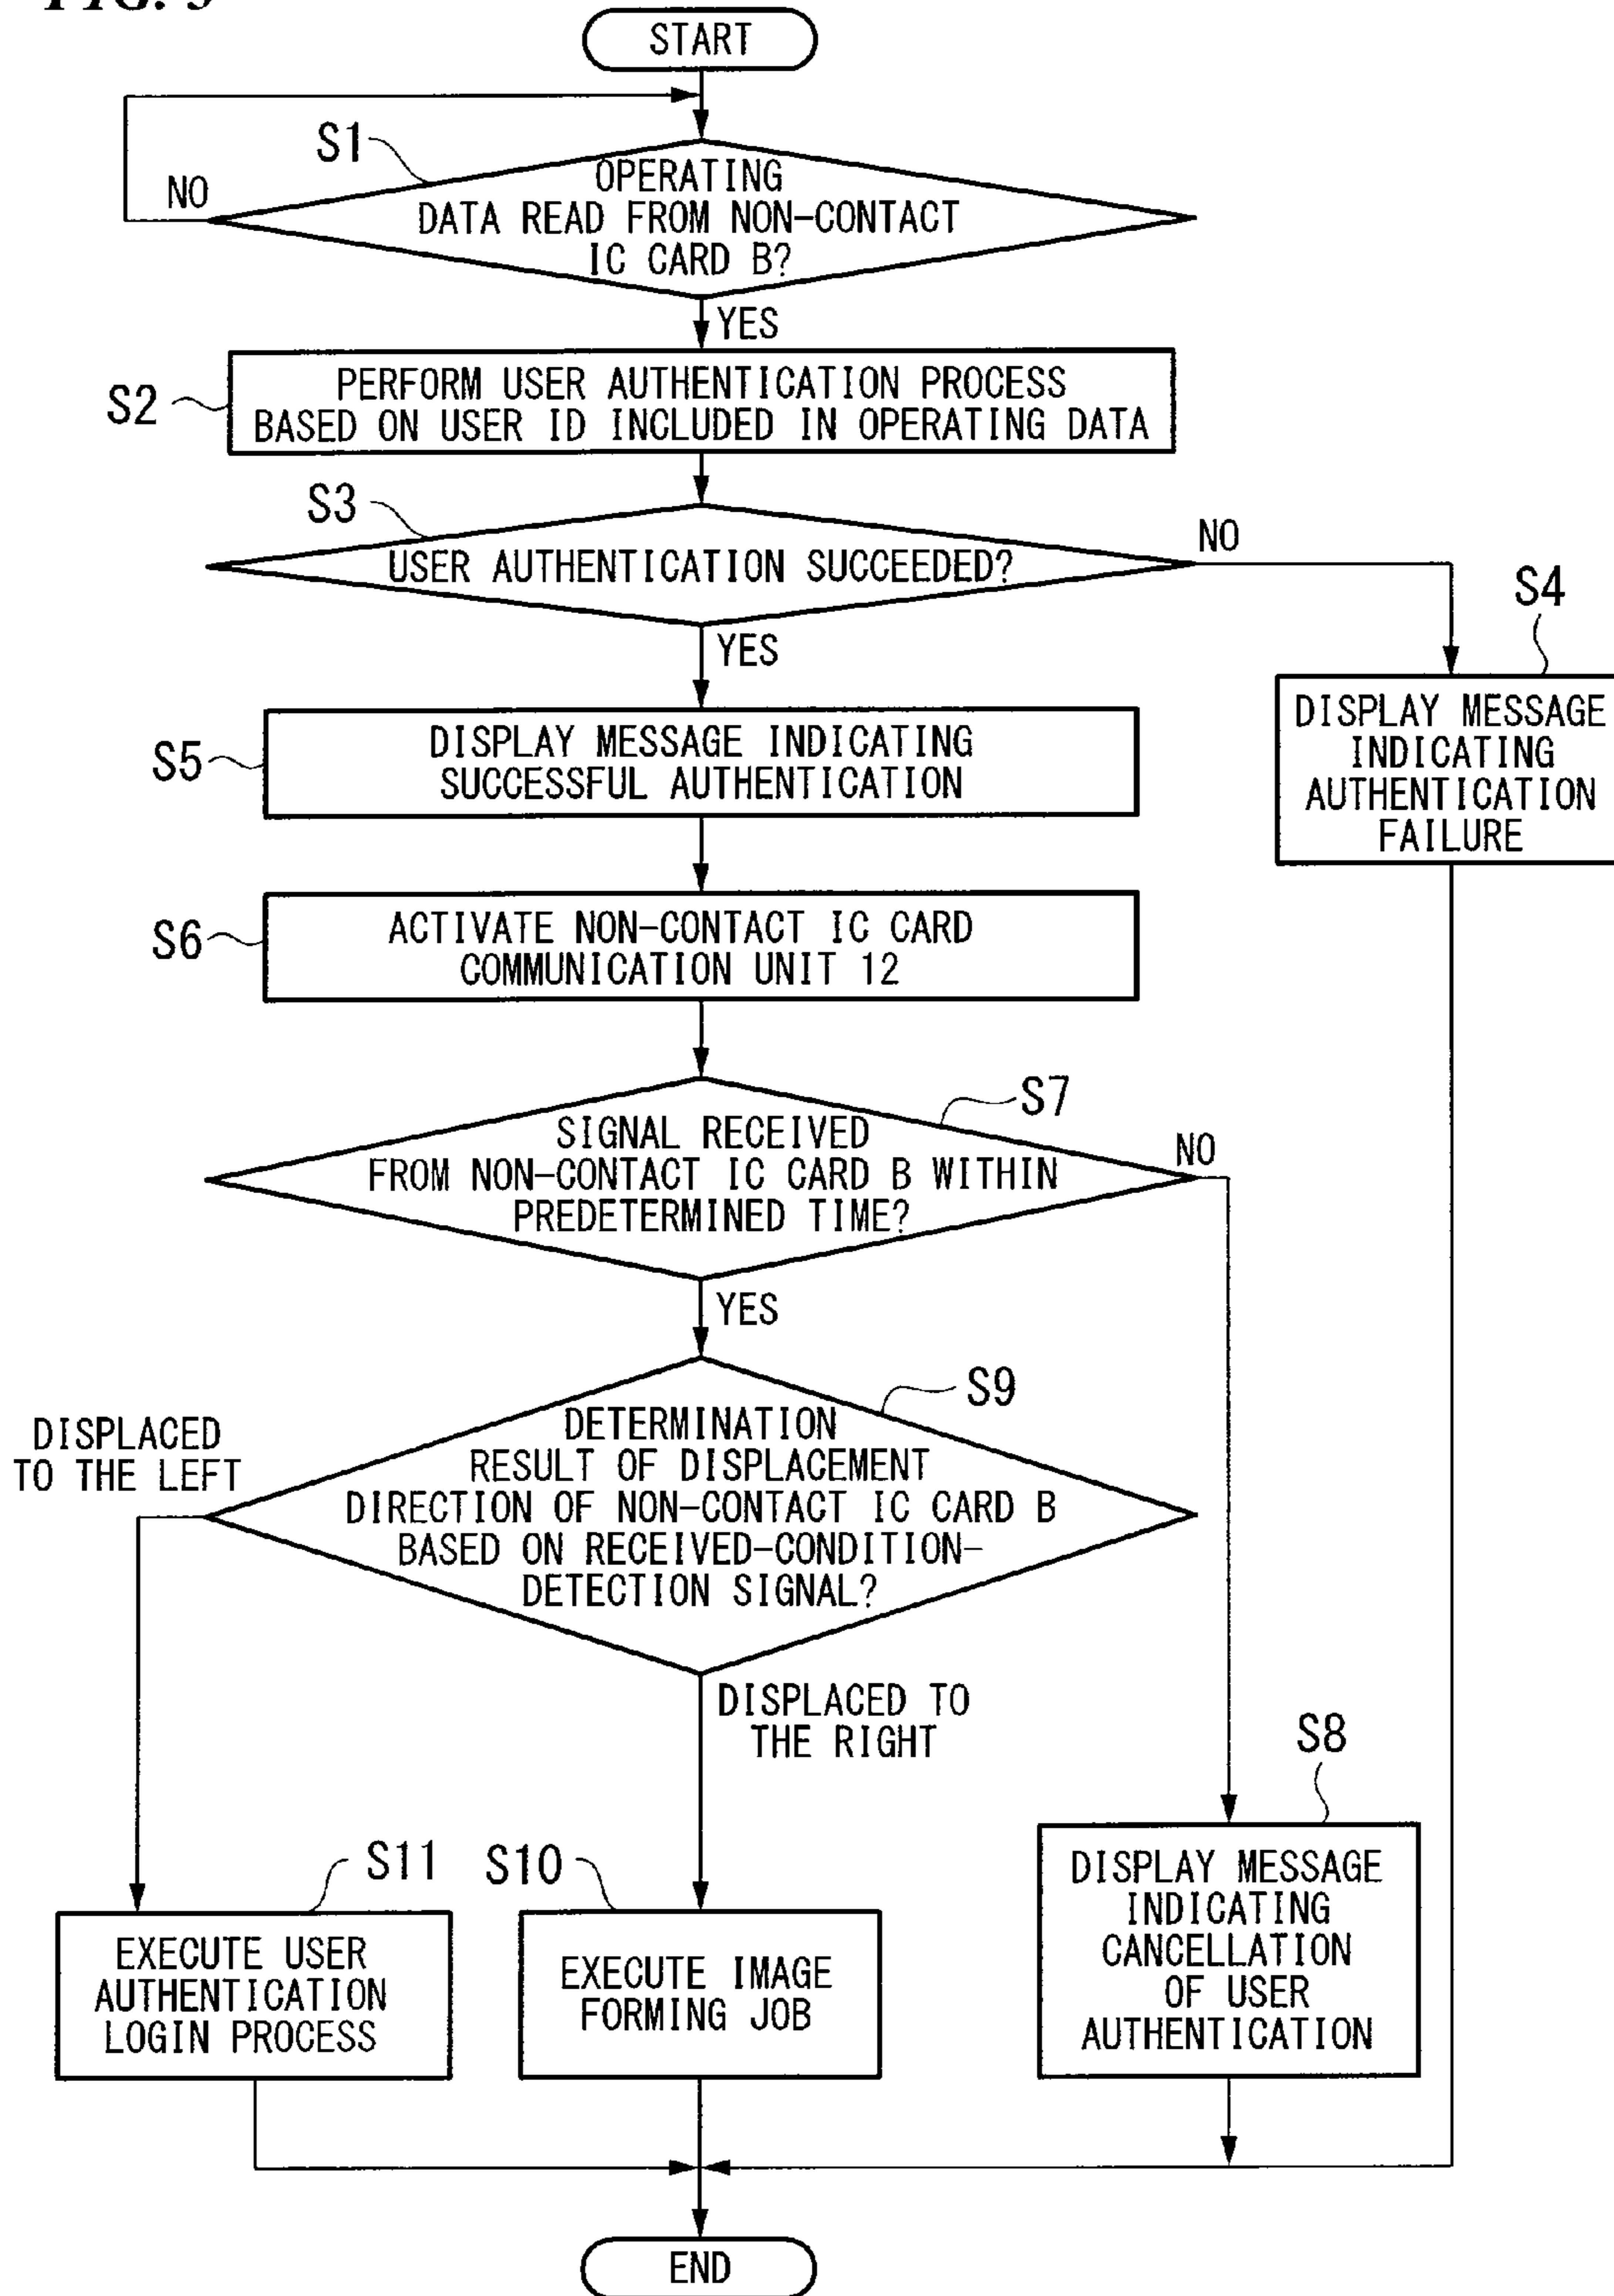 START
S1
NO
OPERATING
DATA READ FROM NON-CONTACT
IC CARD B?
YES
S2
PERFORM USER AUTHENTICATION PROCESS
BASED ON USER ID INCLUDED IN OPERATING DATA
S3
USER AUTHENTICATION SUCCEEDED?
NO
YES
S4
DISPLAY MESSAGE
INDICATING
AUTHENTICATION
FAILURE
S5
DISPLAY MESSAGE INDICATING
SUCCESSFUL AUTHENTICATION
S6
ACTIVATE NON-CONTACT IC CARD
COMMUNICATION UNIT 12
S7
SIGNAL RECEIVED
FROM NON-CONTACT IC CARD B WITHIN
PREDETERMINED TIME?
NO
YES
S9
DETERMINATION
RESULT OF DISPLACEMENT
DIRECTION OF NON-CONTACT IC CARD B
BASED ON RECEIVED-CONDITION-
DETECTION SIGNAL?
DISPLACED
TO THE LEFT
DISPLACED TO
THE RIGHT
S8
DISPLAY MESSAGE
INDICATING
CANCELLATION
OF USER
AUTHENTICATION
S11
EXECUTE USER
AUTHENTICATION
LOGIN PROCESS
S10
EXECUTE IMAGE
FORMING JOB
END